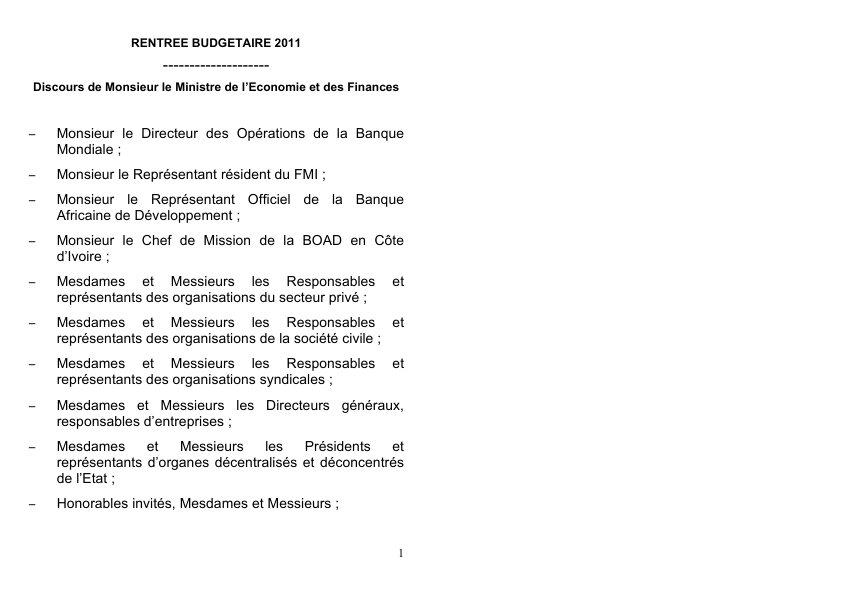 RENTREE BUDGETAIRE 2011
--------------------
Discours de Monsieur le Ministre de l’Economie et des Finances
– Monsieur le Directeur des Opérations de la Banque
Mondiale ;
– Monsieur le Représentant résident du FMI ;
– Monsieur le Représentant Officiel de la Banque
Africaine de Développement ;
– Monsieur le Chef de Mission de la BOAD en Côte
d’Ivoire ;
– Mesdames et Messieurs les Responsables et
représentants des organisations du secteur privé ;
– Mesdames et Messieurs les Responsables et
représentants des organisations de la société civile ;
– Mesdames et Messieurs les Responsables et
représentants des organisations syndicales ;
– Mesdames et Messieurs les Directeurs généraux,
responsables d’entreprises ;
– Mesdames et Messieurs les Présidents et
représentants d’organes décentralisés et déconcentrés
de l’Etat ;
– Honorables invités, Mesdames et Messieurs ;
1